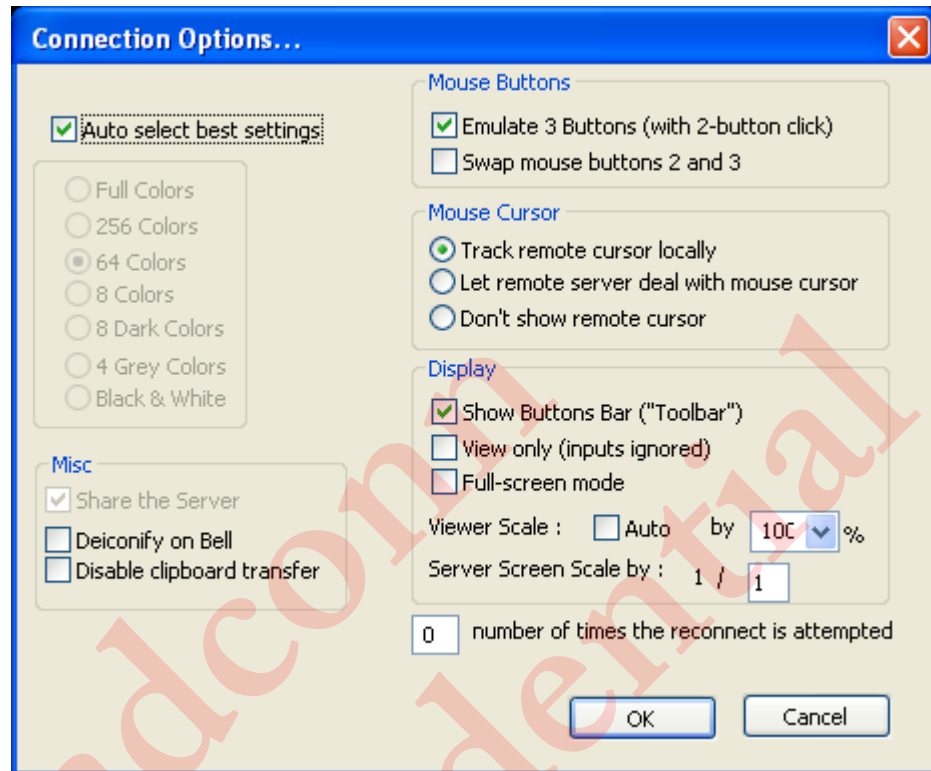 Connection Options...
Auto select best settings
Full Colors
256 Colors
64 Colors
8 Colors
8 Dark Colors
4 Grey Colors
Black & White
Misc
Share the Server
Deiconify on Bell
Disable clipboard transfer
Mouse Buttons
Emulate 3 Buttons (with 2-button click)
Swap mouse buttons 2 and 3
Mouse Cursor
Track remote cursor locally
Let remote server deal with mouse cursor
Don't show remote cursor
Display
Show Buttons Bar ("Toolbar")
View only (inputs ignored)
Full-screen mode
Viewer Scale : Auto by 100 %
Server Screen Scale by : 1 / 1
0 number of times the reconnect is attempted
OK Cancel